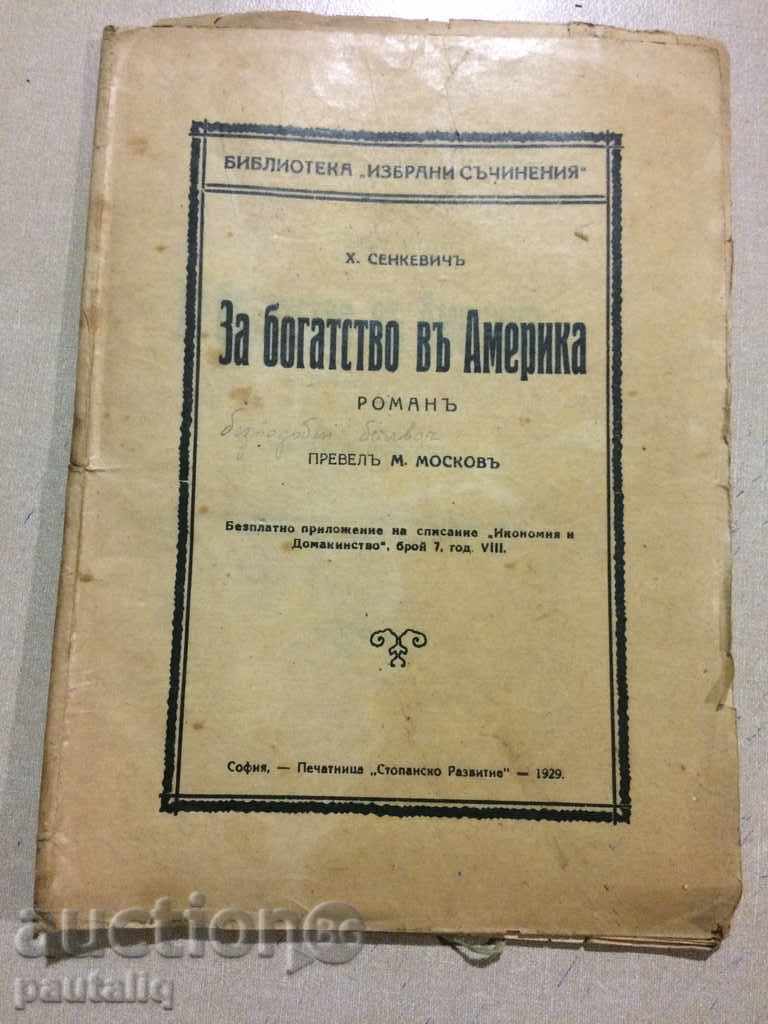 БИБЛИОТЕКА „ИЗБРАНИ СЪЧИНЕНИЯ"
Х. СЕНКЕВИЧЪ
За богатство въ Америка
РОМАНЪ
ПРЕВЕЛЪ М. МОСКОВЪ
Безплатно приложение на списание „Икономия и
Домакинство", брой 7, год. VIII.
София, — Печатница „Стопанско Развитие" — 1929.
auction BG
pautaliq